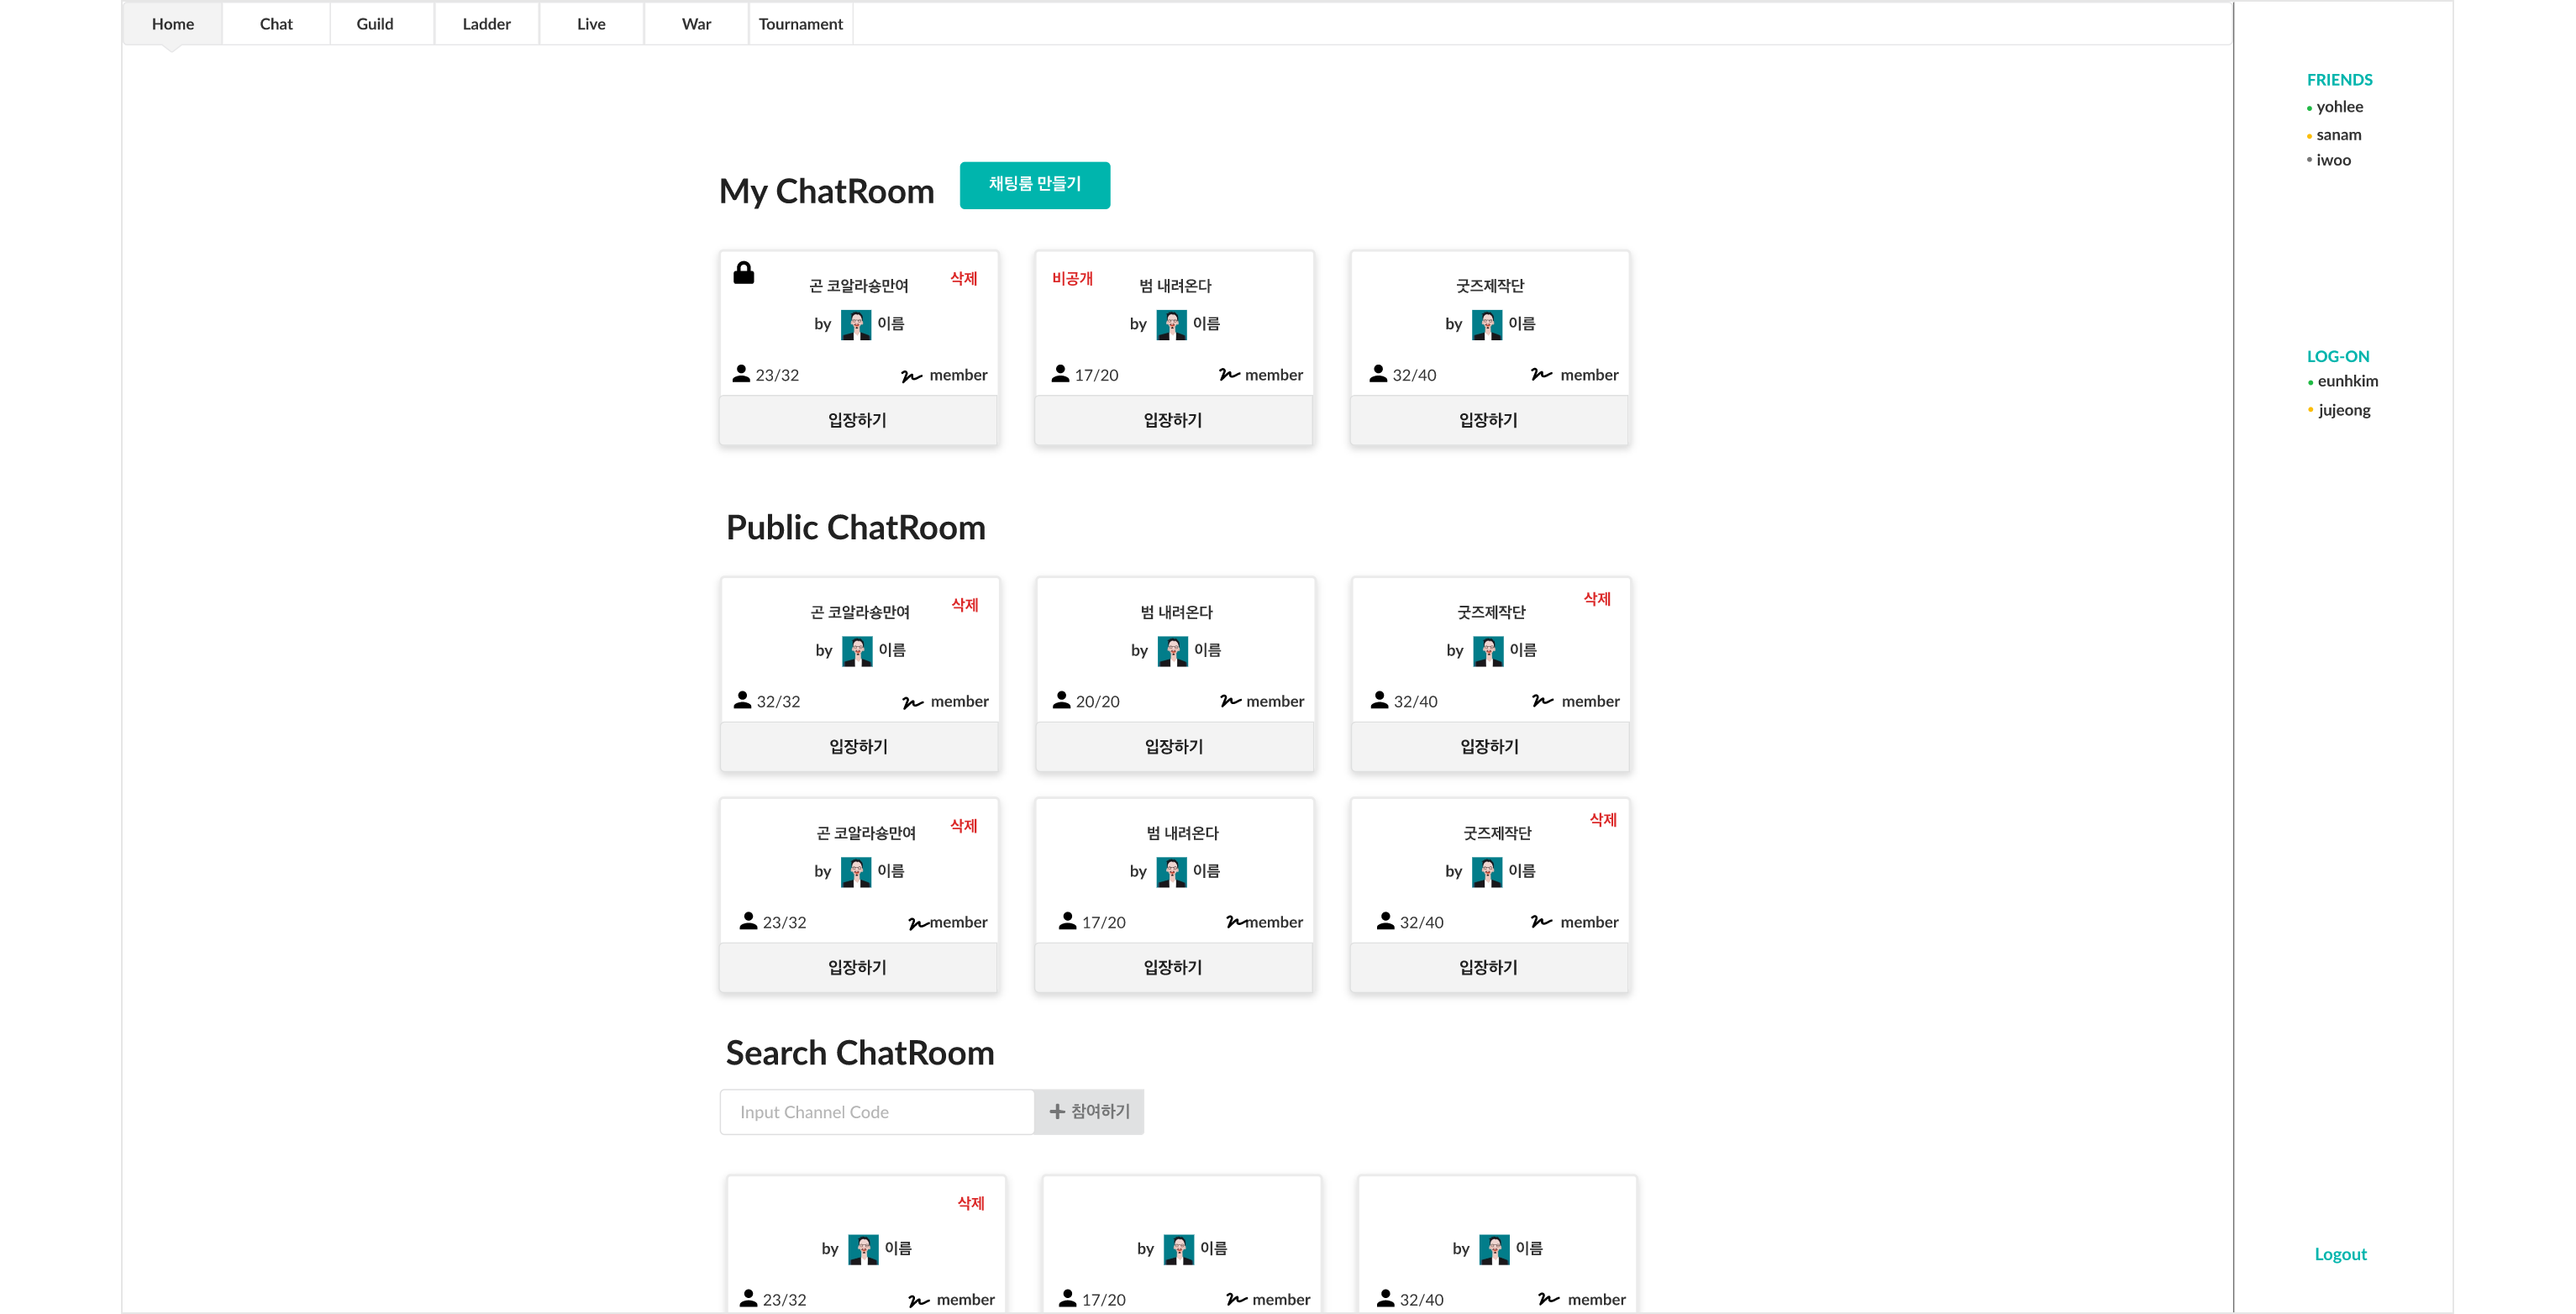 Home Chat Guild Ladder Live War Tournament
My ChatRoom 채팅룸 만들기
곤 코알라숑만여 삭제
by 이름
23/32 member
입장하기
비공개 범 내려온다
by 이름
17/20 member
입장하기
굿즈제작단
by 이름
32/40 member
입장하기
Public ChatRoom
곤 코알라숑만여 삭제
by 이름
32/32 member
입장하기
범 내려온다
by 이름
20/20 member
입장하기
굿즈제작단 삭제
by 이름
32/40 member
입장하기
곤 코알라숑만여 삭제
by 이름
23/32 member
입장하기
범 내려온다
by 이름
17/20 member
입장하기
굿즈제작단 삭제
by 이름
32/40 member
입장하기
Search ChatRoom
Input Channel Code 참여하기
삭제
by 이름
23/32 member
by 이름
17/20 member
by 이름
32/40 member
FRIENDS
yohlee
sanam
iwoo
LOG-ON
eunhkim
jujeong
Logout